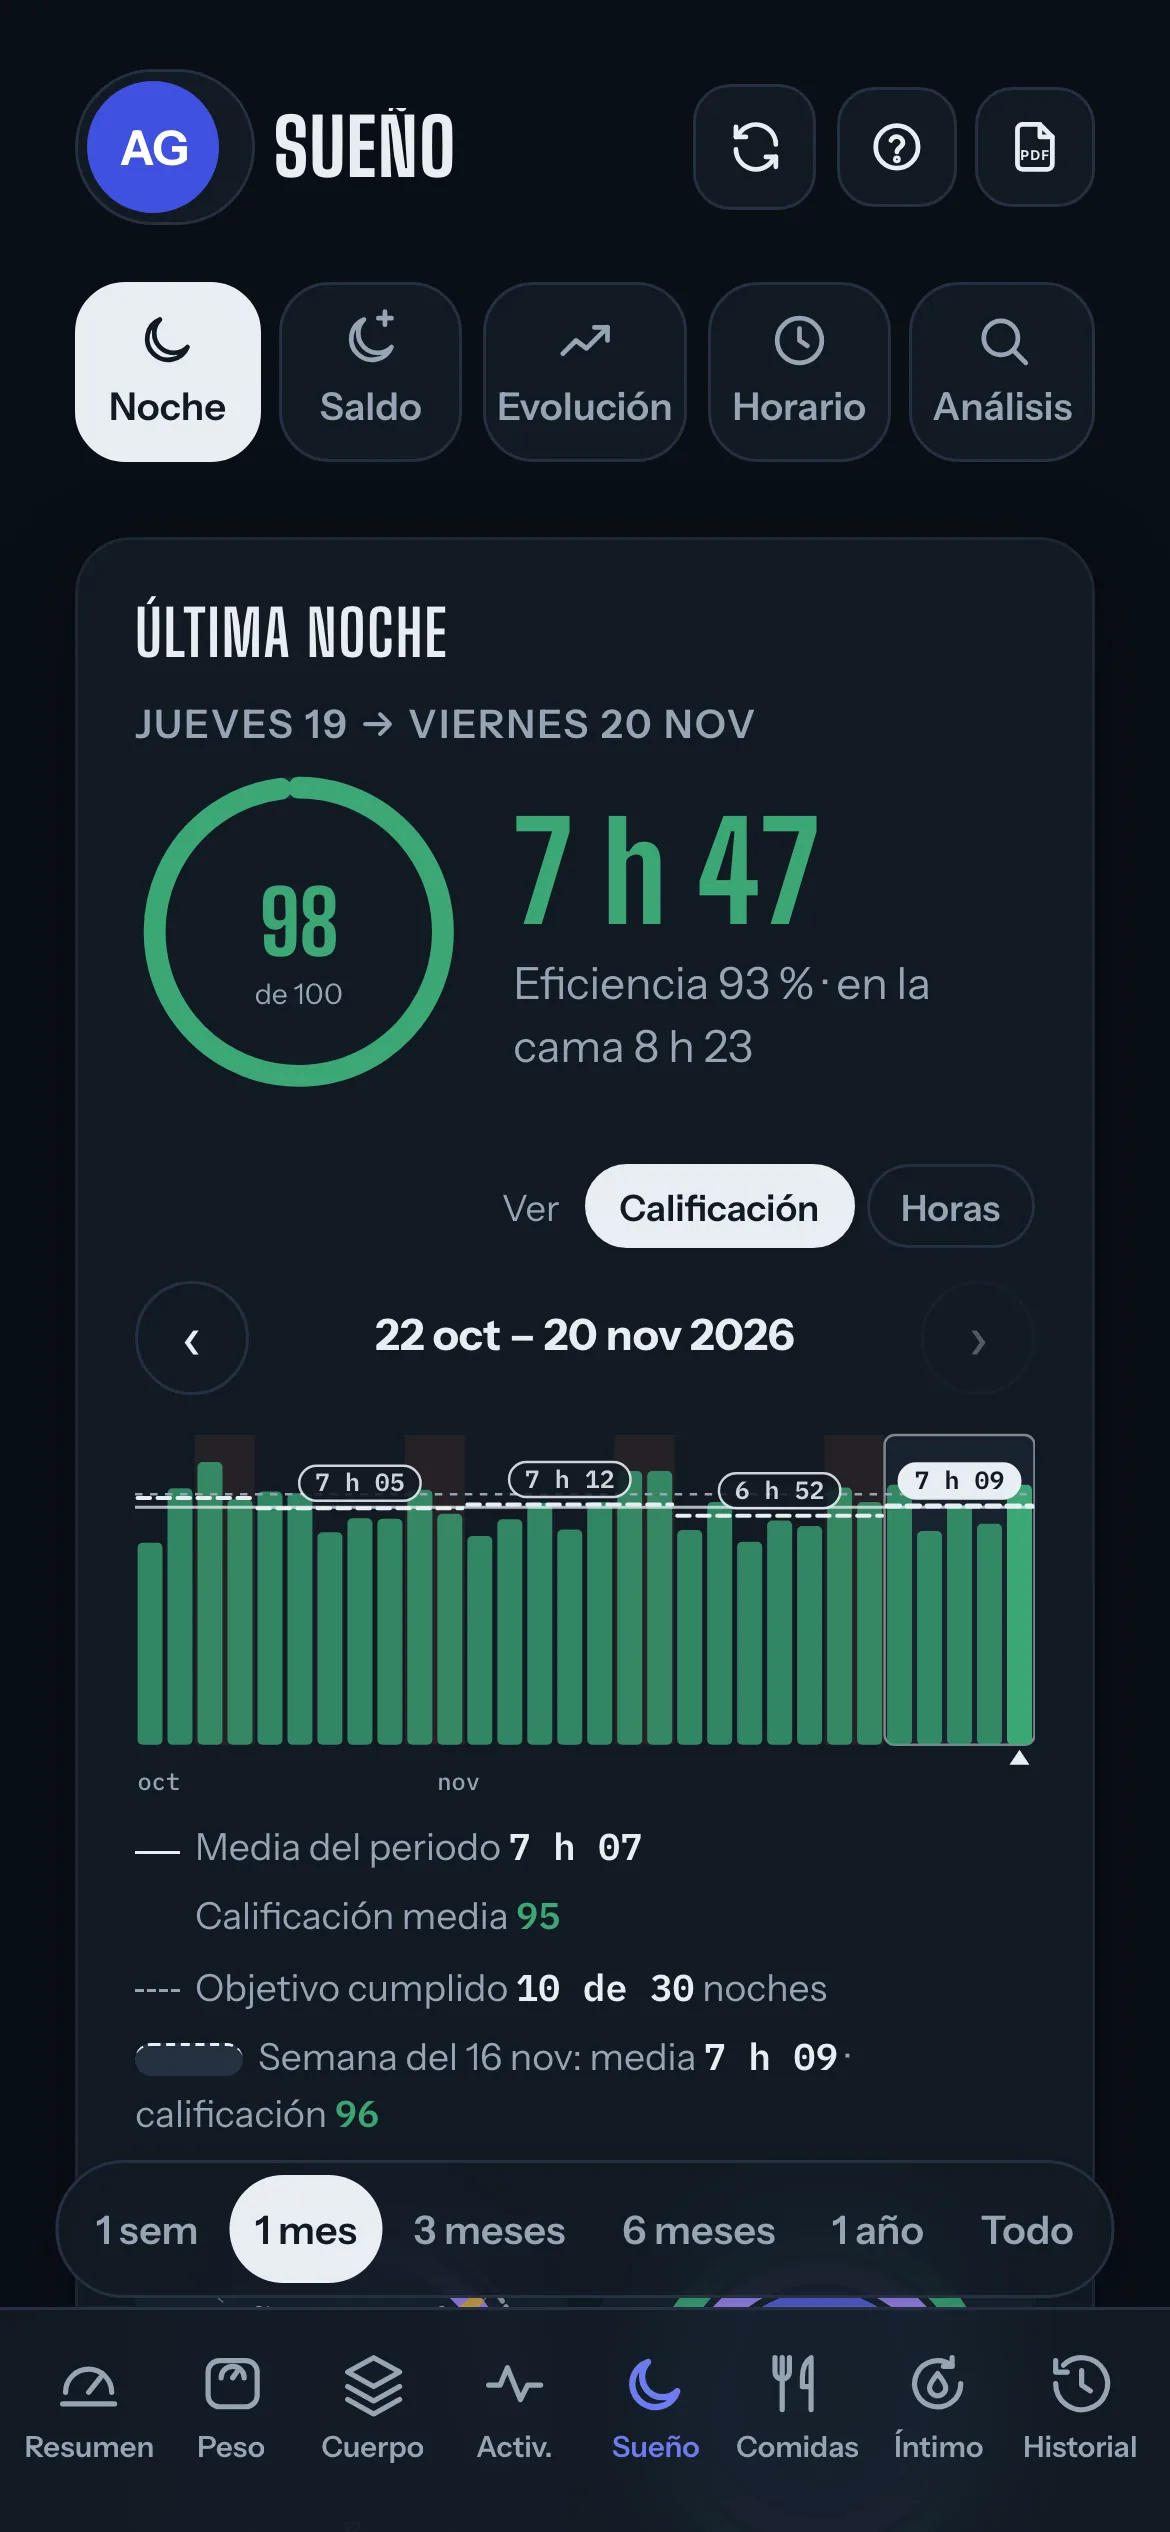 AG
SUEÑO
PDF
Noche
Saldo
Evolución
Horario
Análisis
ÚLTIMA NOCHE
JUEVES 19 → VIERNES 20 NOV
98
de 100
7 h 47
Eficiencia 93 % · en la
cama 8 h 23
Ver
Calificación
Horas
‹
22 oct – 20 nov 2026
›
7 h 05
7 h 12
6 h 52
7 h 09
oct
nov
Media del periodo 7 h 07
Calificación media 95
Objetivo cumplido 10 de 30 noches
Semana del 16 nov: media 7 h 09 ·
calificación 96
1 sem
1 mes
3 meses
6 meses
1 año
Todo
Resumen
Peso
Cuerpo
Activ.
Sueño
Comidas
Íntimo
Historial